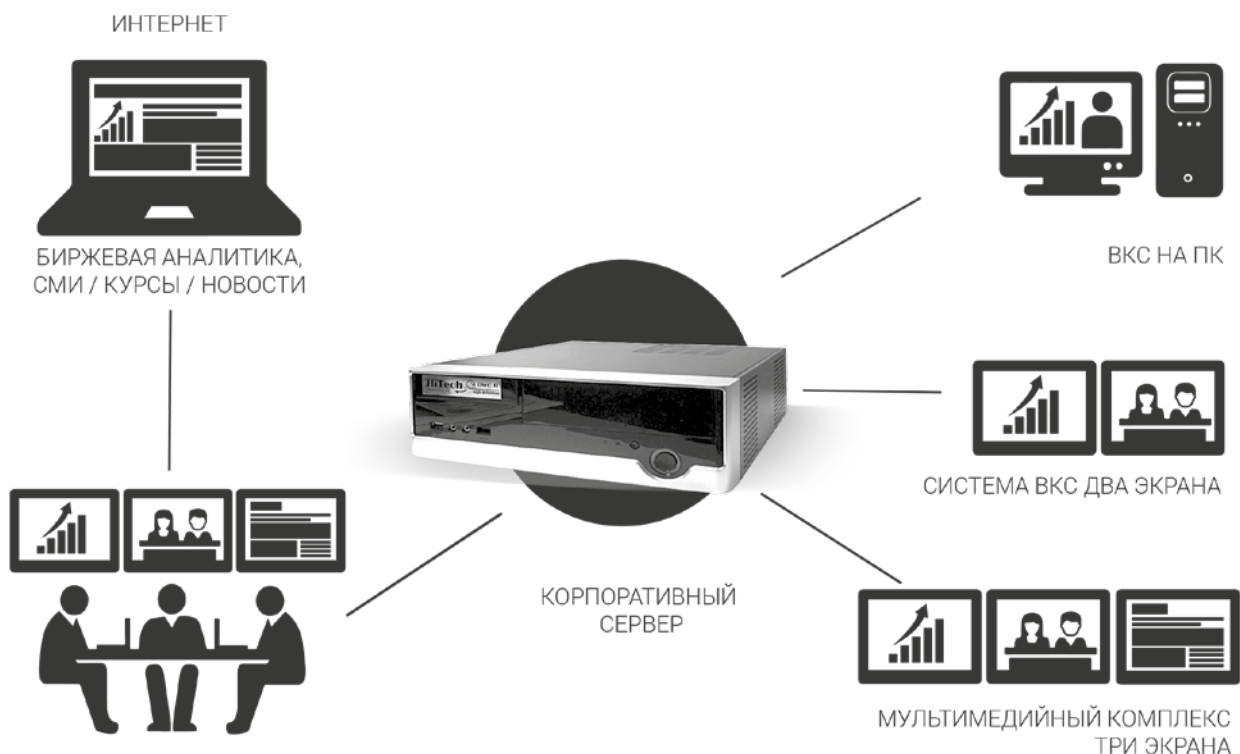 ИНТЕРНЕТ
БИРЖЕВАЯ АНАЛИТИКА,
СМИ / КУРСЫ / НОВОСТИ
ВКС НА ПК
HiTech
СИСТЕМА ВКС ДВА ЭКРАНА
КОРПОРАТИВНЫЙ
СЕРВЕР
МУЛЬТИМЕДИЙНЫЙ КОМПЛЕКС
ТРИ ЭКРАНА